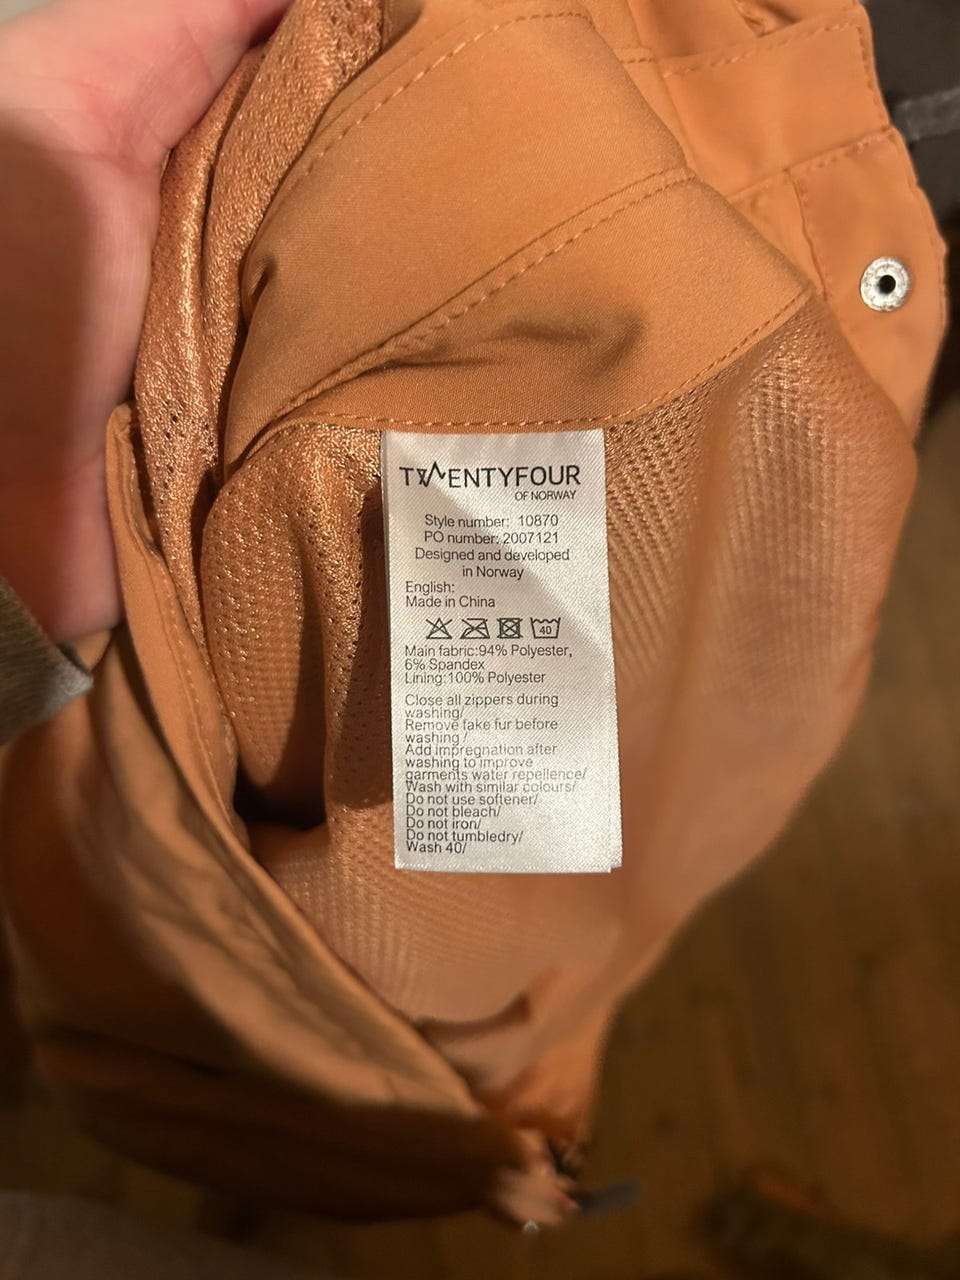 TWENTYFOUR
OF NORWAY
Style number: 10870
PO number: 2007121
Designed and developed
in Norway
English:
Made in China
40
Main fabric:94% Polyester,
6% Spandex
Lining:100% Polyester
Close all zippers during
washing/
Remove fake fur before
washing /
Add impregnation after
washing to improve
garments water repellence/
Wash with similar colours/
Do not use softener/
Do not bleach/
Do not iron/
Do not tumbledry/
Wash 40/